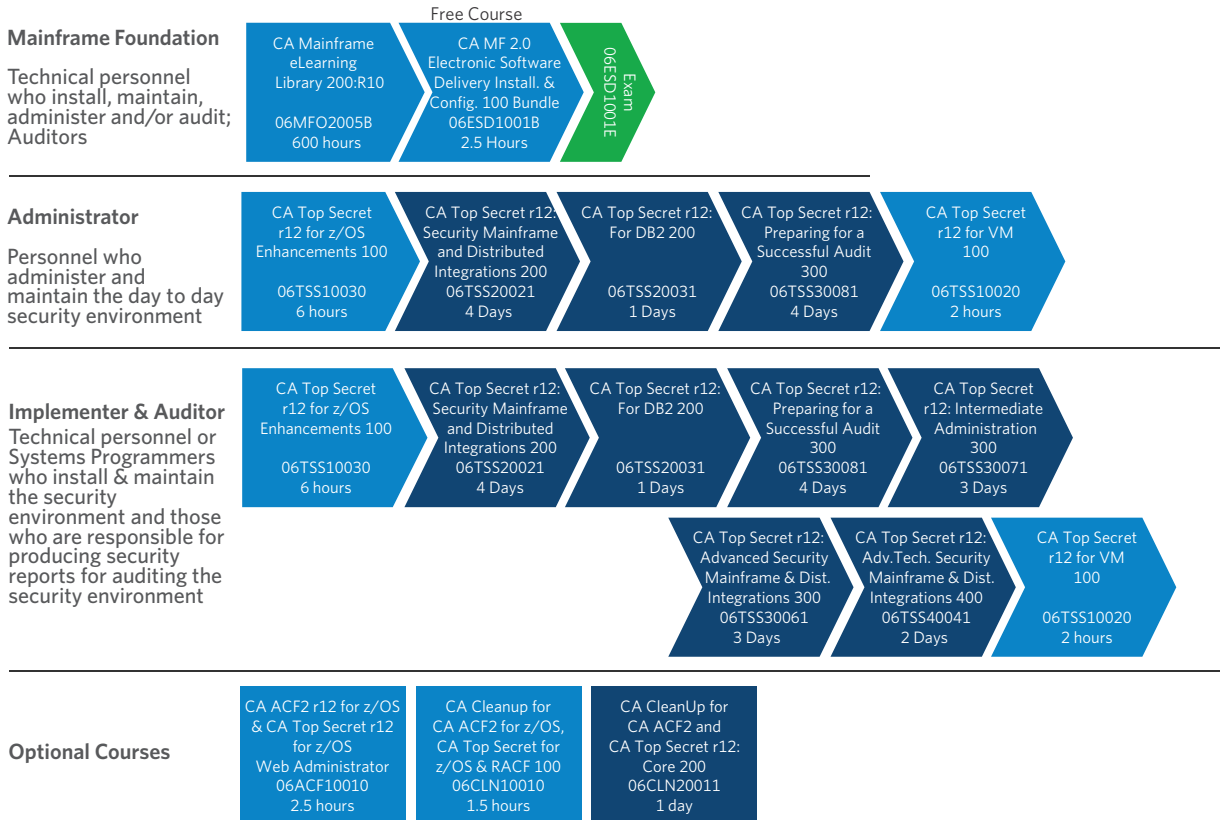 Mainframe Foundation
Technical personnel
who install, maintain,
administer and/or audit;
Auditors
CA Mainframe
eLearning
Library 200:R10
06MFO2005B
600 hours
Free Course
CA MF 2.0
Electronic Software
Delivery Install. &
Config. 100 Bundle
06ESD1001B
2.5 Hours
Exam
06ESD1001E
Administrator
Personnel who
administer and
maintain the day to day
security environment
CA Top Secret
r12 for z/OS
Enhancements 100
06TSS10030
6 hours
CA Top Secret r12:
Security Mainframe
and Distributed
Integrations 200
06TSS20021
4 Days
CA Top Secret r12:
For DB2 200
06TSS20031
1 Days
CA Top Secret r12:
Preparing for a
Successful Audit
300
06TSS30081
4 Days
CA Top Secret
r12 for VM
100
06TSS10020
2 hours
Implementer & Auditor
Technical personnel or
Systems Programmers
who install & maintain
the security
environment and those
who are responsible for
producing security
reports for auditing the
security environment
CA Top Secret
r12 for z/OS
Enhancements 100
06TSS10030
6 hours
CA Top Secret r12:
Security Mainframe
and Distributed
Integrations 200
06TSS20021
4 Days
CA Top Secret r12:
For DB2 200
06TSS20031
1 Days
CA Top Secret r12:
Preparing for a
Successful Audit
300
06TSS30081
4 Days
CA Top Secret
r12: Intermediate
Administration
300
06TSS30071
3 Days
CA Top Secret r12:
Advanced Security
Mainframe & Dist.
Integrations 300
06TSS30061
3 Days
CA Top Secret r12:
Adv.Tech. Security
Mainframe & Dist.
Integrations 400
06TSS40041
2 Days
CA Top Secret
r12 for VM
100
06TSS10020
2 hours
Optional Courses
CA ACF2 r12 for z/OS
& CA Top Secret r12
for z/OS
Web Administrator
06ACF10010
2.5 hours
CA Cleanup for
CA ACF2 for z/OS,
CA Top Secret for
z/OS & RACF 100
06CLN10010
1.5 hours
CA CleanUp for
CA ACF2 and
CA Top Secret r12:
Core 200
06CLN20011
1 day